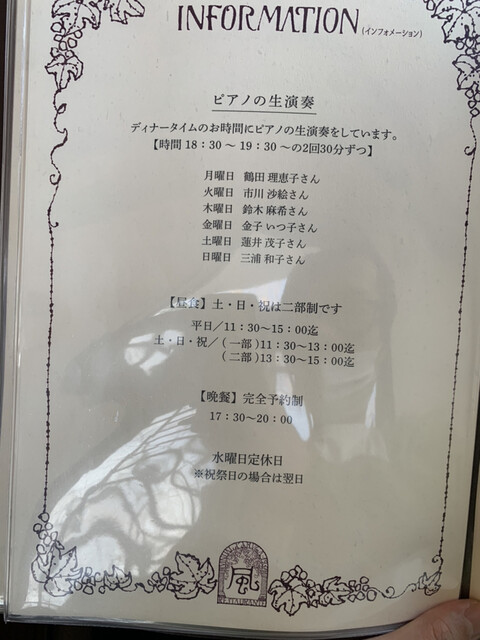 INFORMATION (インフォメーション)
ピアノの生演奏
ディナータイムのお時間にピアノの生演奏をしています。
【時間 18：30 ～ 19：30 ～の2回30分ずつ】
月曜日 鶴田 理恵子さん
火曜日 市川 沙絵さん
木曜日 鈴木 麻希さん
金曜日 金子 いつ子さん
土曜日 蓮井 茂子さん
日曜日 三浦 和子さん
【昼食】土・日・祝は二部制です
平日／11：30～15：00迄
土・日・祝／(一部)11：30～13：00迄
(二部)13：30～15：00迄
【晩餐】完全予約制
17：30～20：00
水曜日定休日
※祝祭日の場合は翌日
風
RESTAURANT